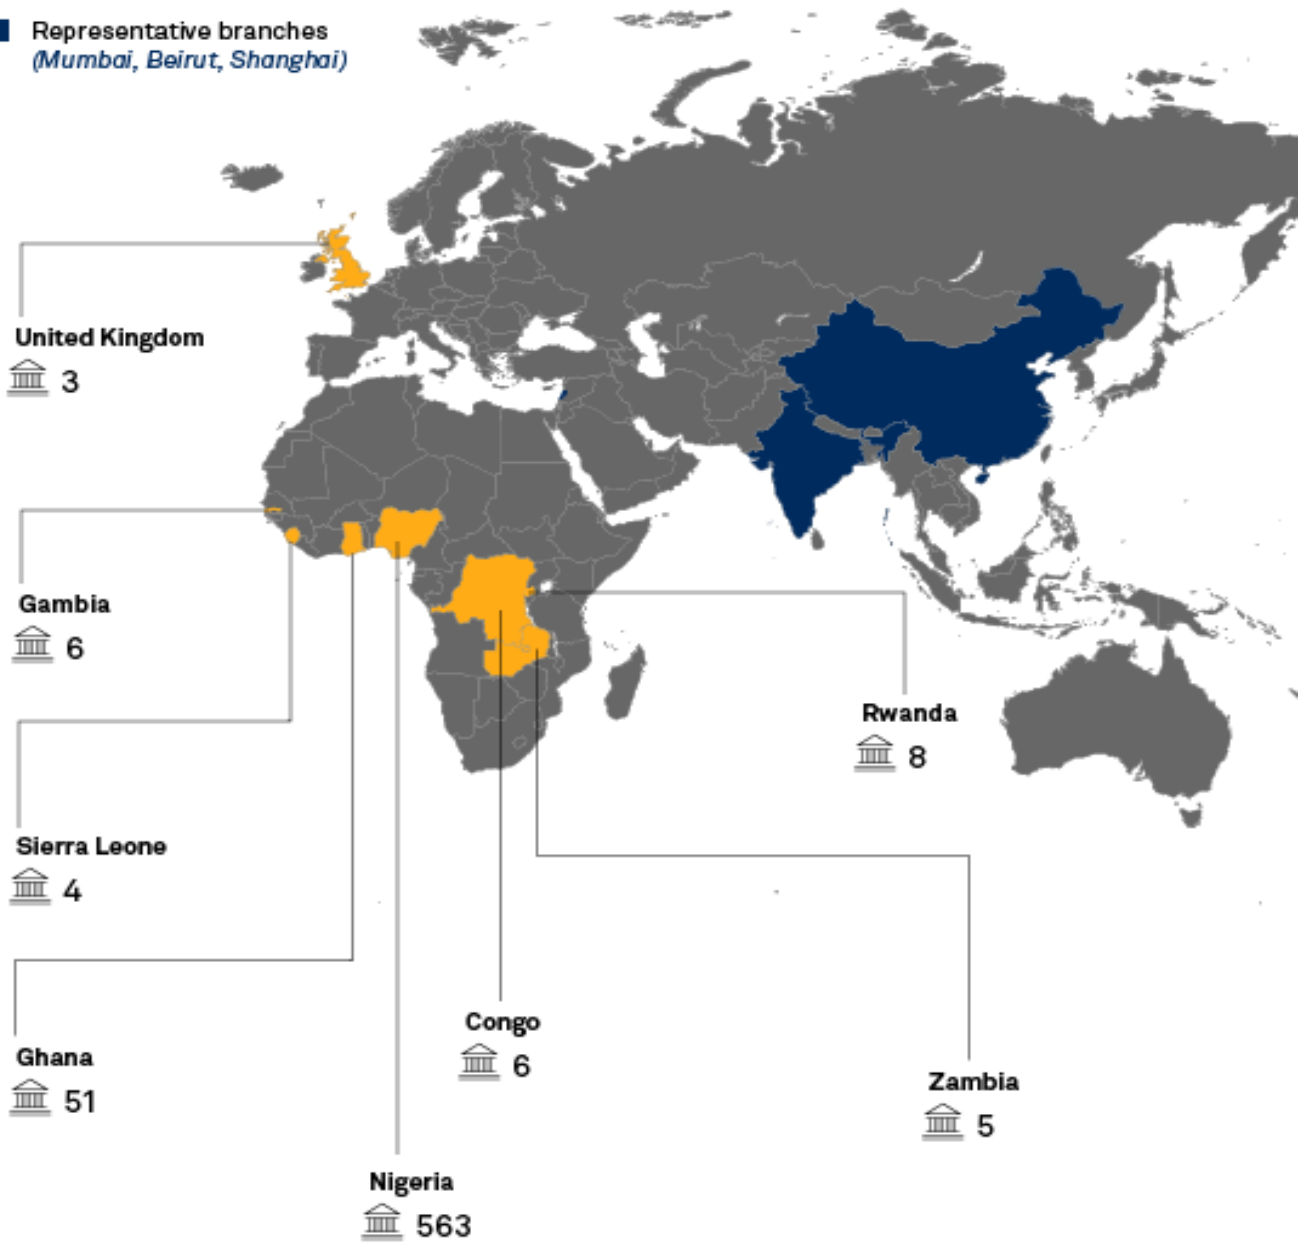 Representative branches
(Mumbai, Beirut, Shanghai)
United Kingdom
3
Gambia
6
Sierra Leone
4
Ghana
51
Nigeria
563
Congo
6
Rwanda
8
Zambia
5